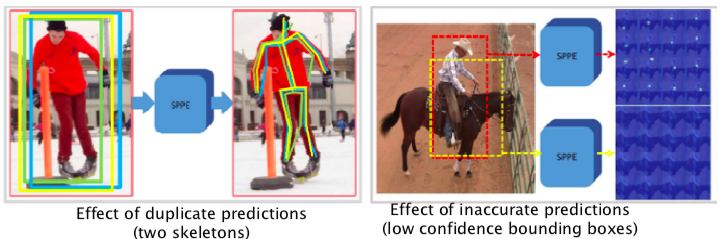 SPPE
SPPE
SPPE
Effect of duplicate predictions
(two skeletons)
Effect of inaccurate predictions
(low confidence bounding boxes)